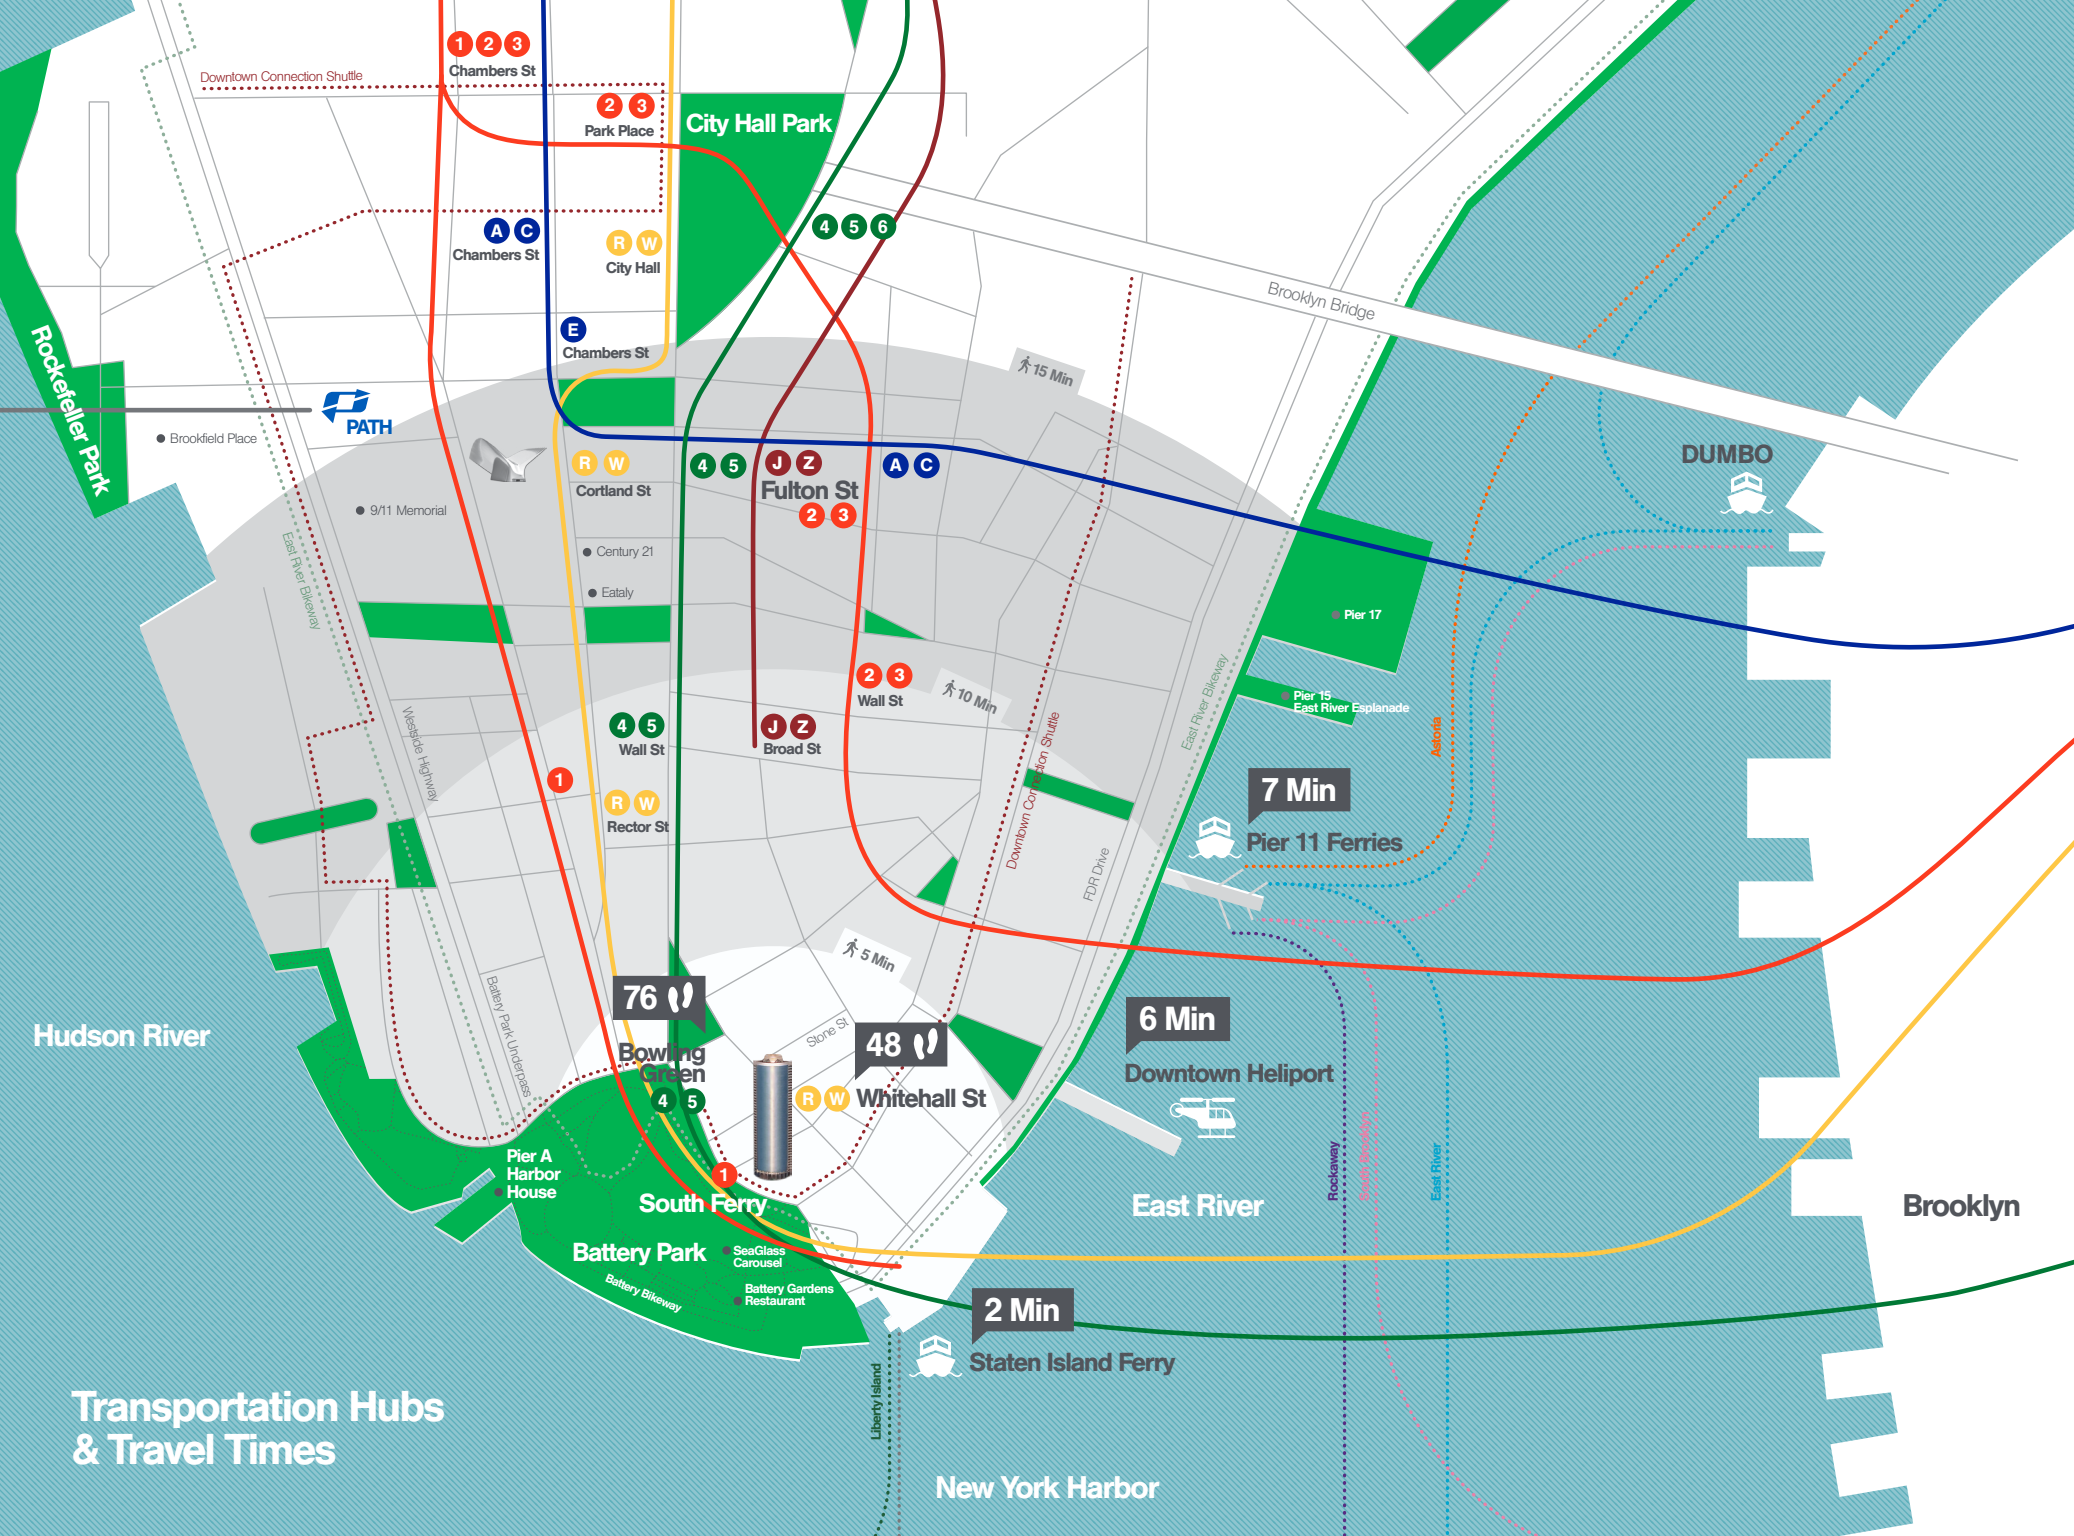 1 2 3
Chambers St
Downtown Connection Shuttle
2 3
Park Place
City Hall Park
A C
Chambers St
R W
City Hall
4 5 6
Brooklyn Bridge
E
Chambers St
15 Min
Rockefeller Park
PATH
Brookfield Place
R W
Cortland St
4 5
J Z
Fulton St
2 3
A C
DUMBO
9/11 Memorial
East River Bikeway
Century 21
Eataly
Pier 17
2 3
Wall St
10 Min
Pier 15
East River Esplanade
East River Bikeway
Downtown Connection Shuttle
Westside Highway
4 5
Wall St
J Z
Broad St
1
R W
Rector St
Astoria
7 Min
Pier 11 Ferries
FDR Drive
5 Min
76
Bowling
Green
4 5
Stone St
48
R W
Whitehall St
6 Min
Downtown Heliport
Hudson River
Battery Park Underpass
Pier A
Harbor
House
1
South Ferry
Battery Park
SeaGlass
Carousel
Battery Gardens
Restaurant
Battery Bikeway
East River
Rockaway
South Brooklyn
East River
Brooklyn
2 Min
Staten Island Ferry
Liberty Island
Transportation Hubs
& Travel Times
New York Harbor